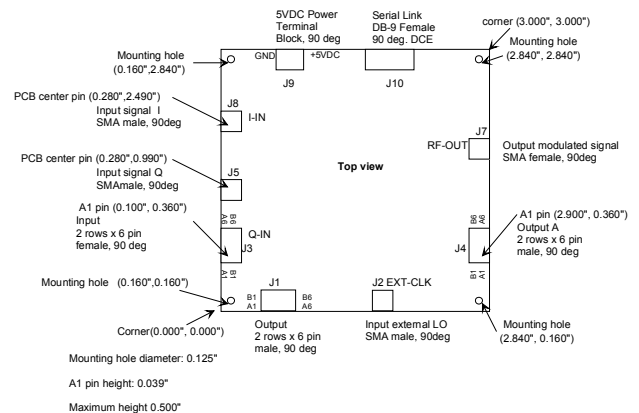 5VDC Power
Terminal
Block, 90 deg
Serial Link
DB-9 Female
90 deg. DCE
corner (3.000", 3.000")
Mounting hole
(0.160",2.840")
GND
+5VDC
Mounting hole
(2.840", 2.840")
J9
J10
PCB center pin (0.280",2.490")
Input signal I
SMA male, 90deg
J8
I-IN
J7
RF-OUT
Output modulated signal
SMA female, 90deg
PCB center pin (0.280",0.990")
Input signal Q
SMAmale, 90deg
J5
Top view
A1 pin (0.100", 0.360")
Input
2 rows x 6 pin
female, 90 deg
A6
B6
Q-IN
J3
A1
B1
B6
A6
J4
B1
A1
A1 pin (2.900", 0.360")
Output A
2 rows x 6 pin
male, 90 deg
Mounting hole (0.160",0.160")
J1
B1
A1
B6
A6
J2 EXT-CLK
Corner(0.000", 0.000")
Output
2 rows x 6 pin
male, 90 deg
Input external LO
SMA male, 90deg
Mounting hole
(2.840", 0.160")
Mounting hole diameter: 0.125"
A1 pin height: 0.039"
Maximum height 0.500"